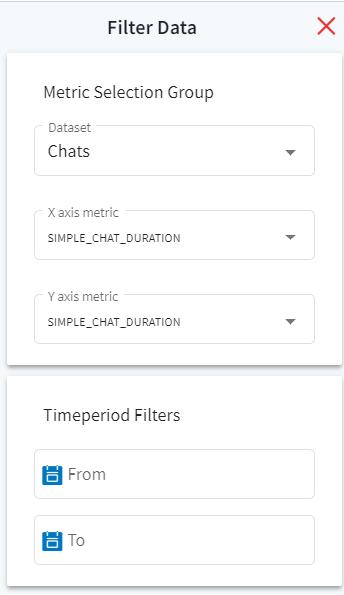 Filter Data
Metric Selection Group
Dataset
Chats
X axis metric
SIMPLE_CHAT_DURATION
Y axis metric
SIMPLE_CHAT_DURATION
Timeperiod Filters
From
To